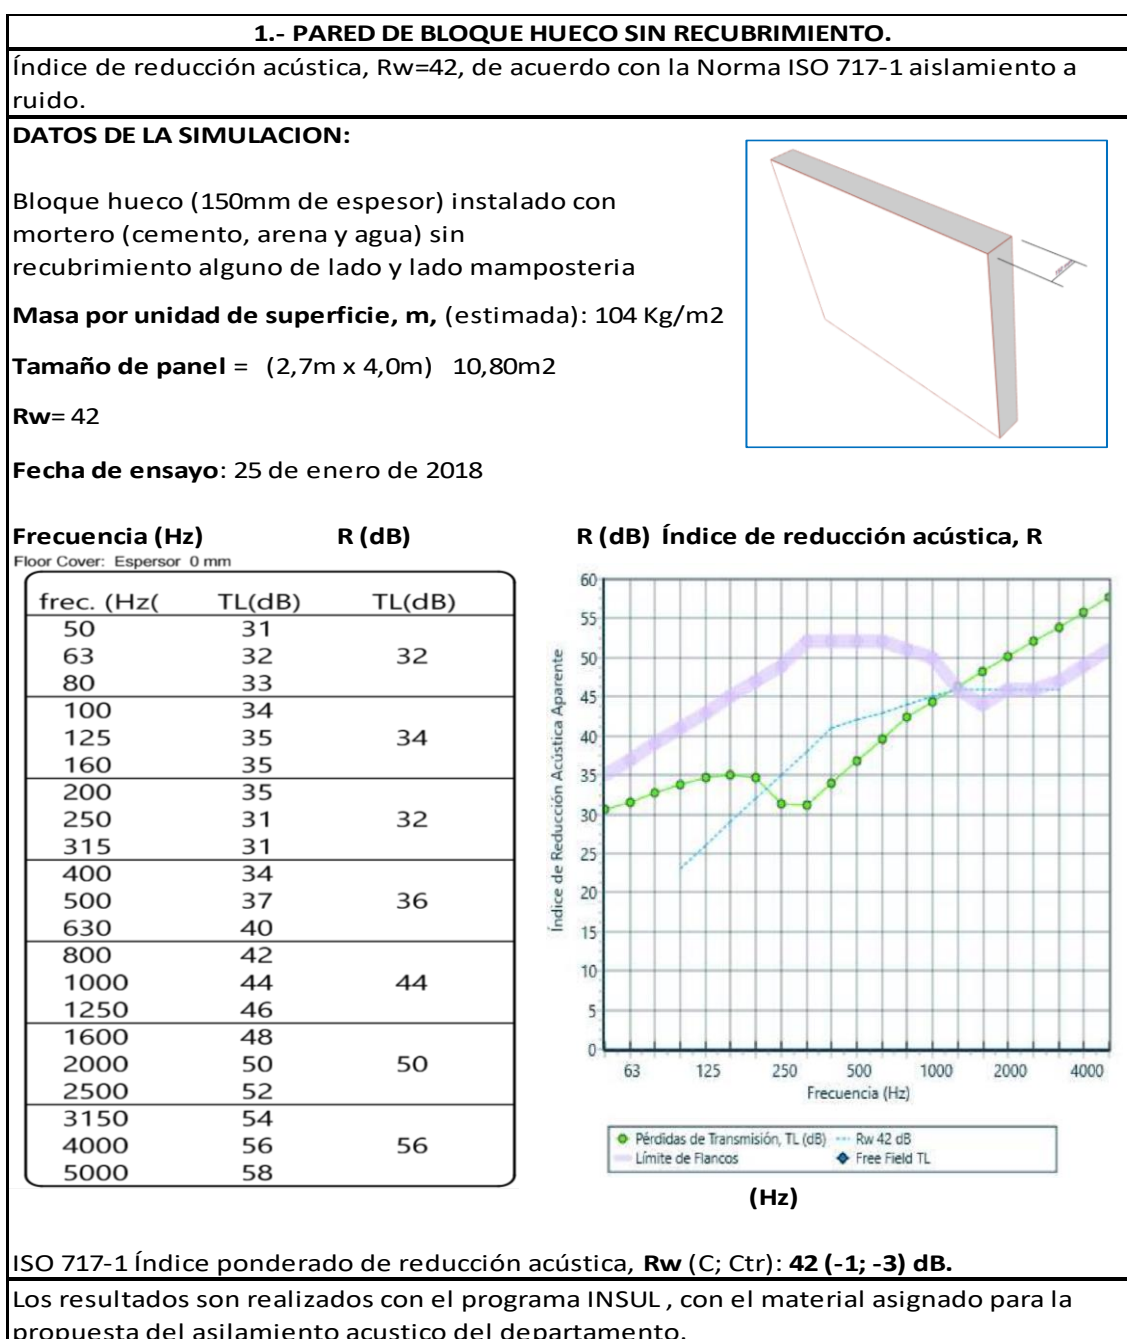 1.- PARED DE BLOQUE HUECO SIN RECUBRIMIENTO.
Índice de reducción acústica, Rw=42, de acuerdo con la Norma ISO 717-1 aislamiento a
ruido.
DATOS DE LA SIMULACION:
Bloque hueco (150mm de espesor) instalado con
mortero (cemento, arena y agua) sin
recubrimiento alguno de lado y lado mamposteria
Masa por unidad de superficie, m, (estimada): 104 Kg/m2
Tamaño de panel = (2,7m x 4,0m) 10,80m2
Rw= 42
Fecha de ensayo: 25 de enero de 2018
Frecuencia (Hz) R (dB)
Floor Cover: Espersor 0 mm
frec. (Hz( TL(dB) TL(dB)
50 31
63 32 32
80 33
100 34
125 35 34
160 35
200 35
250 31 32
315 31
400 34
500 37 36
630 40
800 42
1000 44 44
1250 46
1600 48
2000 50 50
2500 52
3150 54
4000 56 56
5000 58
R (dB) Índice de reducción acústica, R
Índice de Reducción Acústica Aparente
60
55
50
45
40
35
30
25
20
15
10
5
0
63 125 250 500 1000 2000 4000
Frecuencia (Hz)
Pérdidas de Transmisión, TL (dB) Rw 42 dB
Límite de Flancos Free Field TL
(Hz)
ISO 717-1 Índice ponderado de reducción acústica, Rw (C; Ctr): 42 (-1; -3) dB.
Los resultados son realizados con el programa INSUL , con el material asignado para la
propuesta del asilamiento acustico del departamento.